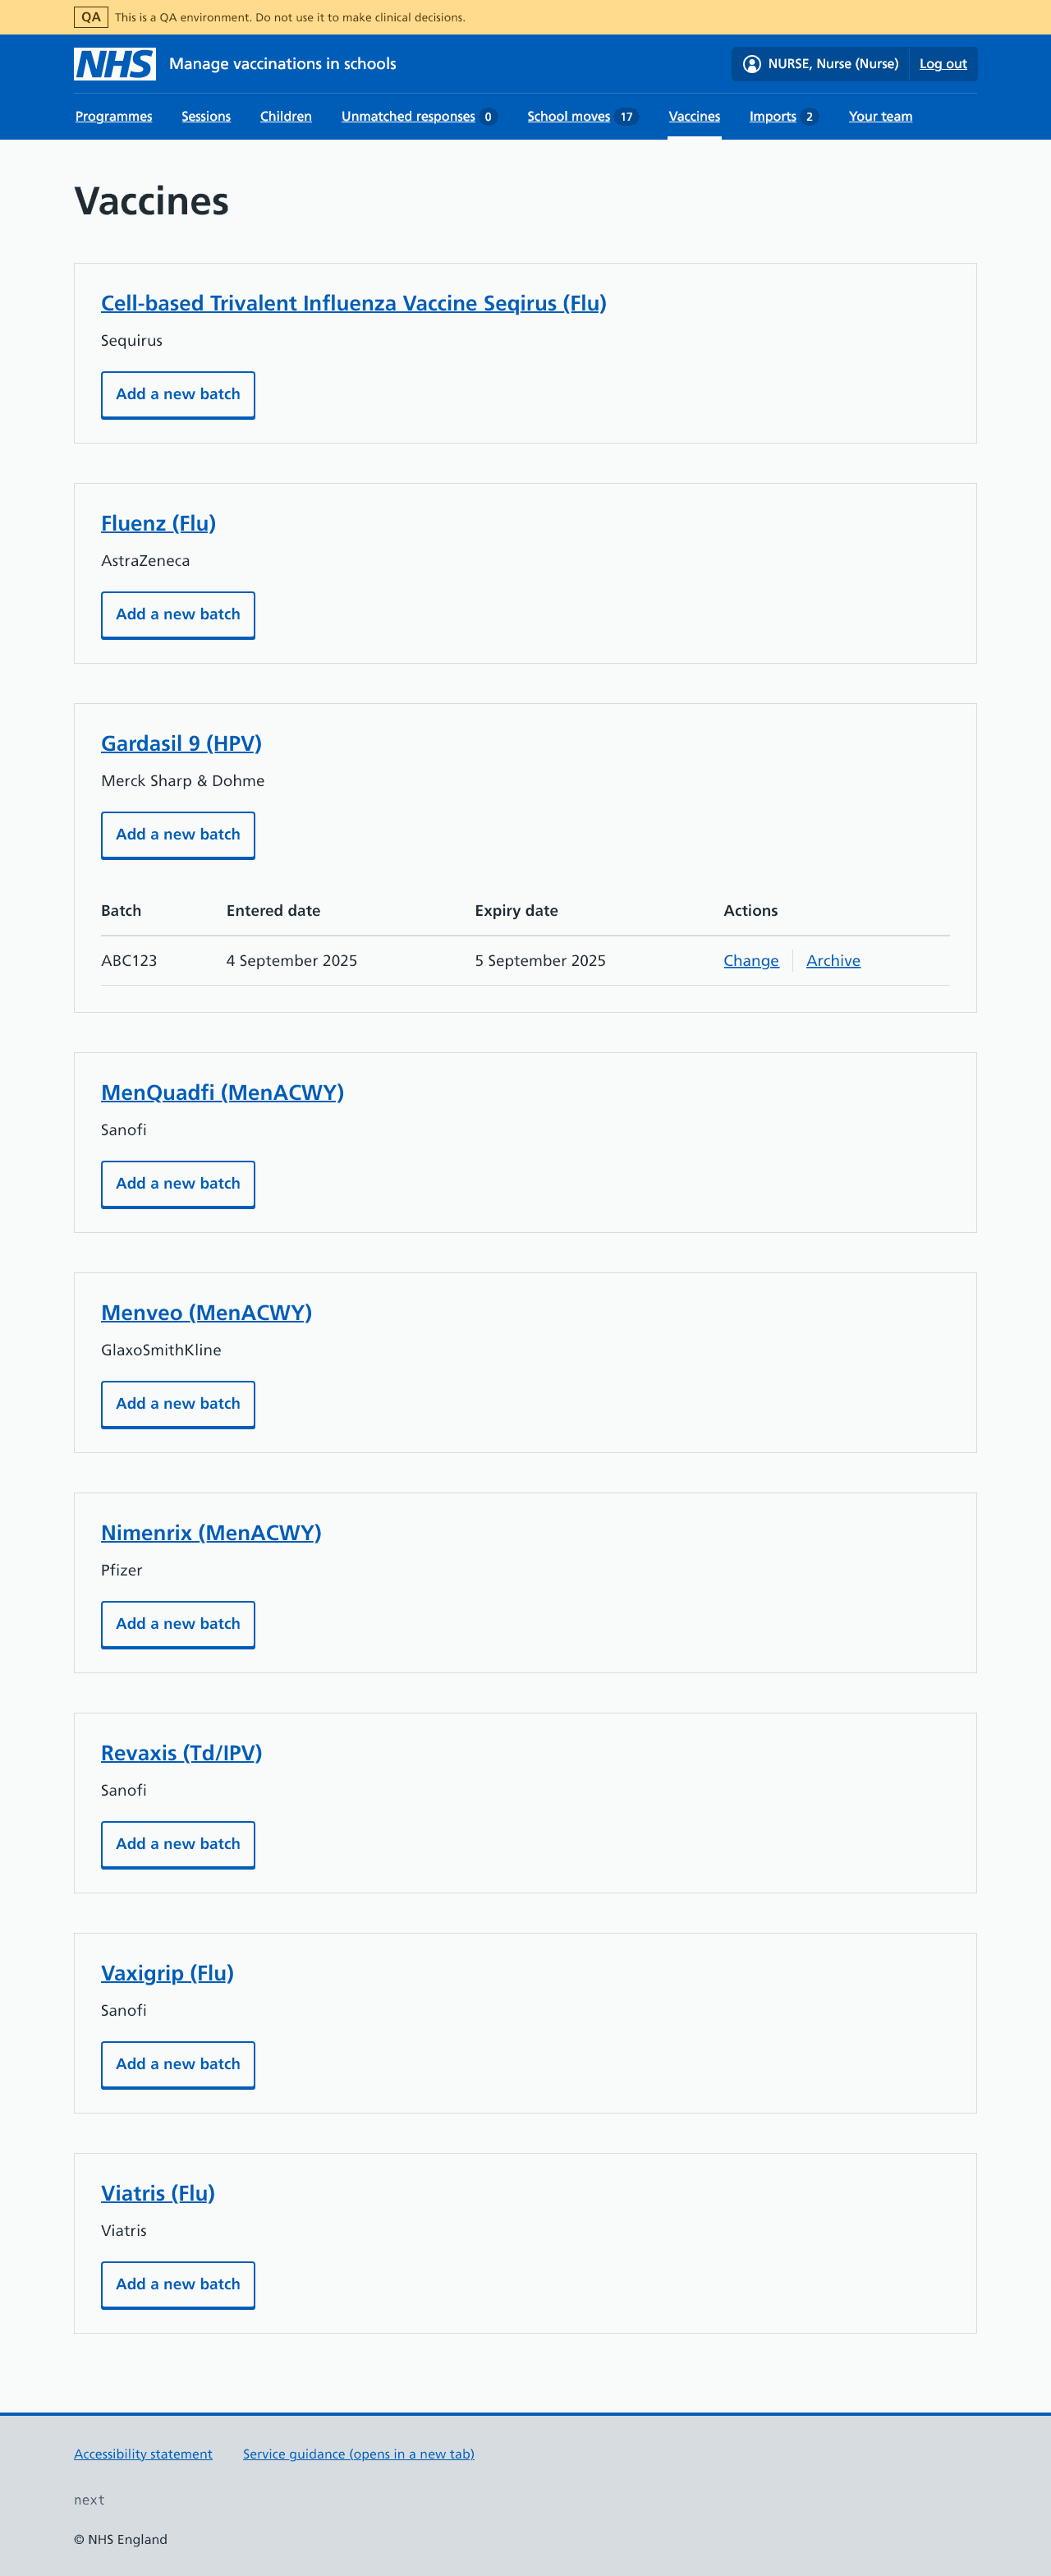 QA This is a QA environment. Do not use it to make clinical decisions.
NHS Manage vaccinations in schools NURSE, Nurse (Nurse) Log out
Programmes Sessions Children Unmatched responses 0 School moves 17 Vaccines Imports 2 Your team
Vaccines
Cell-based Trivalent Influenza Vaccine Seqirus (Flu)
Sequirus
Add a new batch
Fluenz (Flu)
AstraZeneca
Add a new batch
Gardasil 9 (HPV)
Merck Sharp & Dohme
Add a new batch
Batch Entered date Expiry date Actions
ABC123 4 September 2025 5 September 2025 Change Archive
MenQuadfi (MenACWY)
Sanofi
Add a new batch
Menveo (MenACWY)
GlaxoSmithKline
Add a new batch
Nimenrix (MenACWY)
Pfizer
Add a new batch
Revaxis (Td/IPV)
Sanofi
Add a new batch
Vaxigrip (Flu)
Sanofi
Add a new batch
Viatris (Flu)
Viatris
Add a new batch
Accessibility statement Service guidance (opens in a new tab)
next
© NHS England